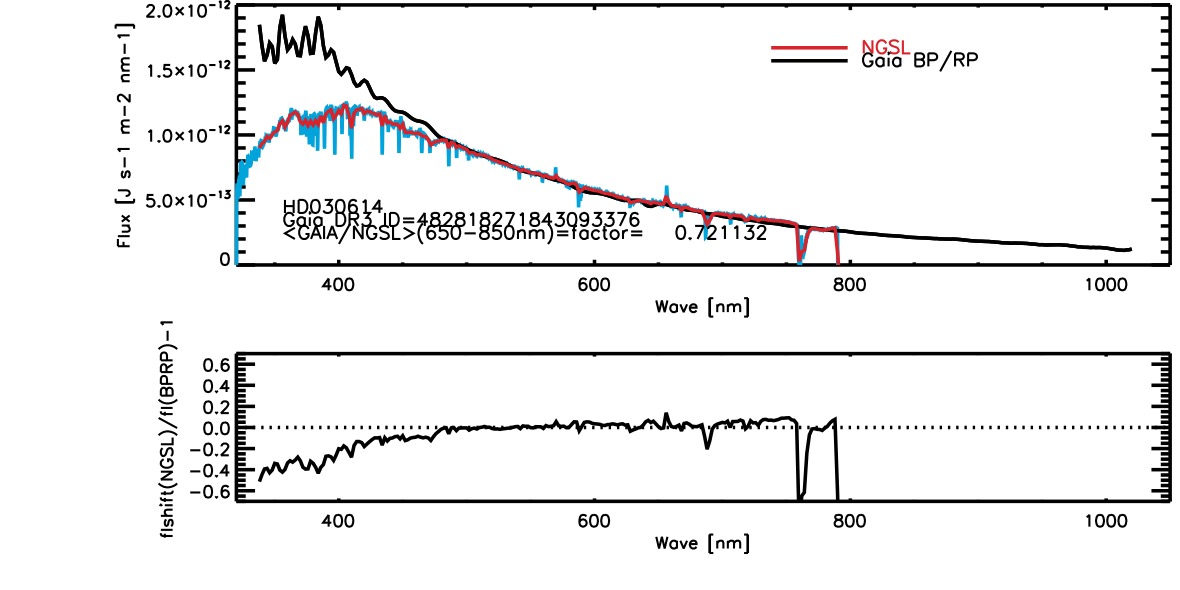 2.0×10−12
1.5×10−12
1.0×10−12
5.0×10−13
0
Flux [J s−1 m−2 nm−1]
NGSL
Gaia BP/RP
HD030614
Gaia DR3 ID=4828182718430933​76
<GAIA/NGSL>(650−850nm)=factor= 0.721132
400 600 800 1000
Wave [nm]
0.6
0.4
0.2
0.0
−0.2
−0.4
−0.6
flshift(NGSL)/fl(BPRP)−1
400 600 800 1000
Wave [nm]